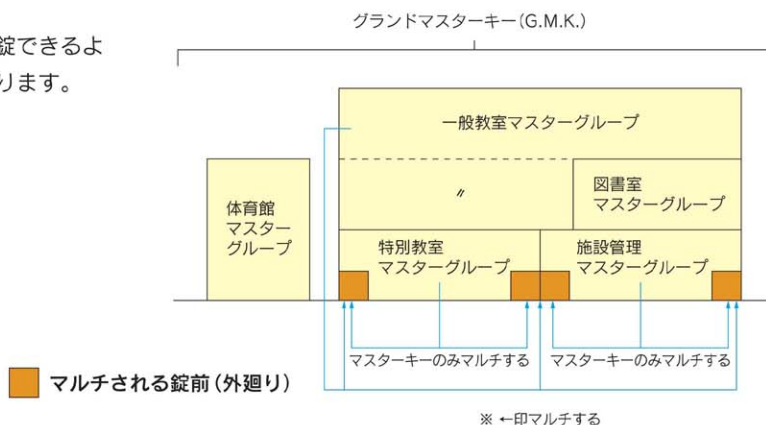 グランドマスターキー（G.M.K.）
錠できるよ
ります。
一般教室マスターグループ
〃
図書室
マスターグループ
体育館
マスター
グループ
特別教室
マスターグループ
施設管理
マスターグループ
マスターキーのみマルチする
マスターキーのみマルチする
マルチされる錠前（外廻り）
※ ←印マルチする